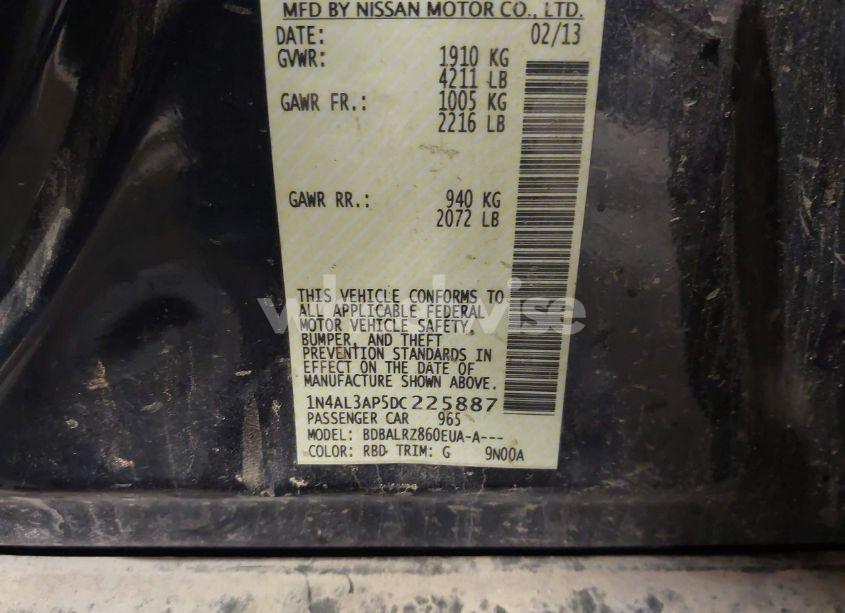 MFD BY NISSAN MOTOR CO., LTD.
DATE: 02/13
GVWR: 1910 KG
4211 LB
GAWR FR.: 1005 KG
2216 LB
GAWR RR.: 940 KG
2072 LB
THIS VEHICLE CONFORMS TO
ALL APPLICABLE FEDERAL
MOTOR VEHICLE SAFETY,
BUMPER, AND THEFT
PREVENTION STANDARDS IN
EFFECT ON THE DATE OF
MANUFACTURE SHOWN ABOVE.
1N4AL3AP5DC225887
PASSENGER CAR 965
MODEL: BDBALRZ860EUA-A---
COLOR: RBD TRIM: G 9N00A